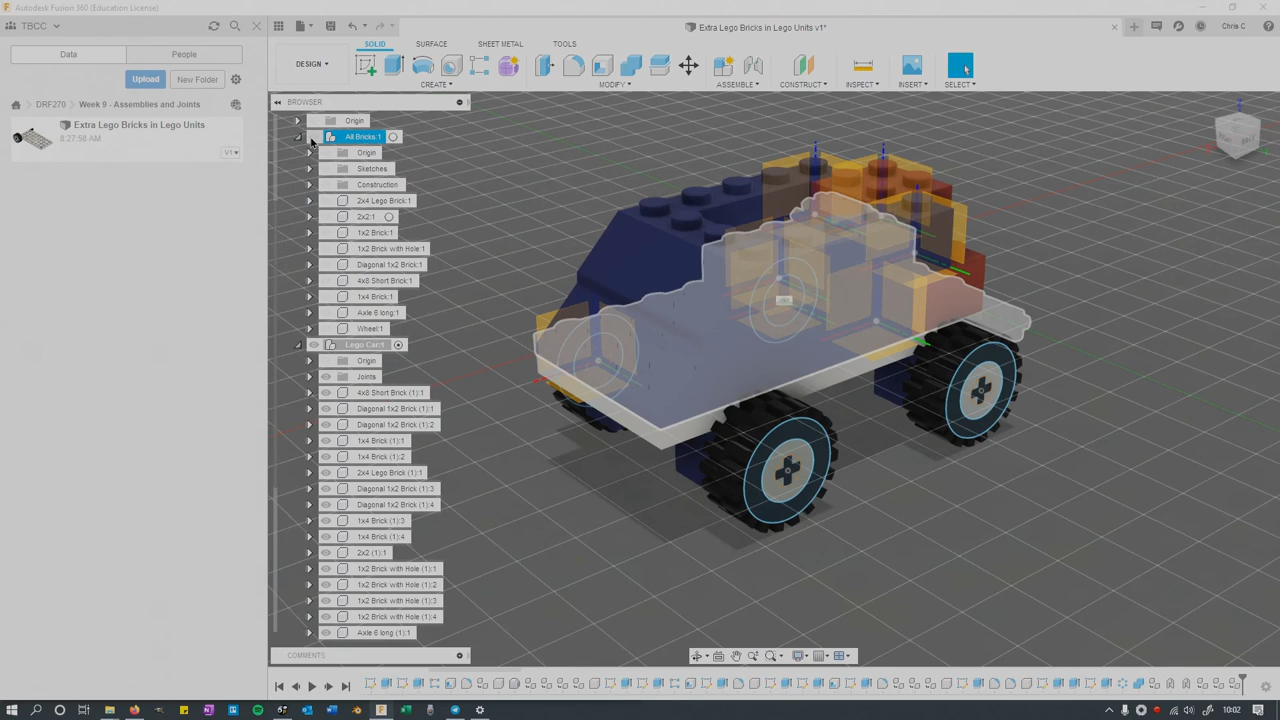 Autodesk Fusion 360 (Education License)
TBCC
Extra Lego Bricks in Lego Units v1*
Chris C
Data
People
Upload
New Folder
DRF270
Week 9 - Assemblies and Joints
Extra Lego Bricks in Lego Units
8:27:58 AM
V1
SOLID
SURFACE
SHEET METAL
TOOLS
DESIGN
CREATE
MODIFY
ASSEMBLE
CONSTRUCT
INSPECT
INSERT
SELECT
BROWSER
Origin
All Bricks:1
Origin
Sketches
Construction
2x4 Lego Brick:1
2x2:1
1x2 Brick:1
1x2 Brick with Hole:1
Diagonal 1x2 Brick:1
4x8 Short Brick:1
1x4 Brick:1
Axle 6 long:1
Wheel:1
Lego Car:1
Origin
Joints
4x8 Short Brick (1):1
Diagonal 1x2 Brick (1):1
Diagonal 1x2 Brick (1):2
1x4 Brick (1):1
1x4 Brick (1):2
2x4 Lego Brick (1):1
Diagonal 1x2 Brick (1):3
Diagonal 1x2 Brick (1):4
1x4 Brick (1):3
1x4 Brick (1):4
2x2 (1):1
1x2 Brick with Hole (1):1
1x2 Brick with Hole (1):2
1x2 Brick with Hole (1):3
1x2 Brick with Hole (1):4
Axle 6 long (1):1
COMMENTS
10:02